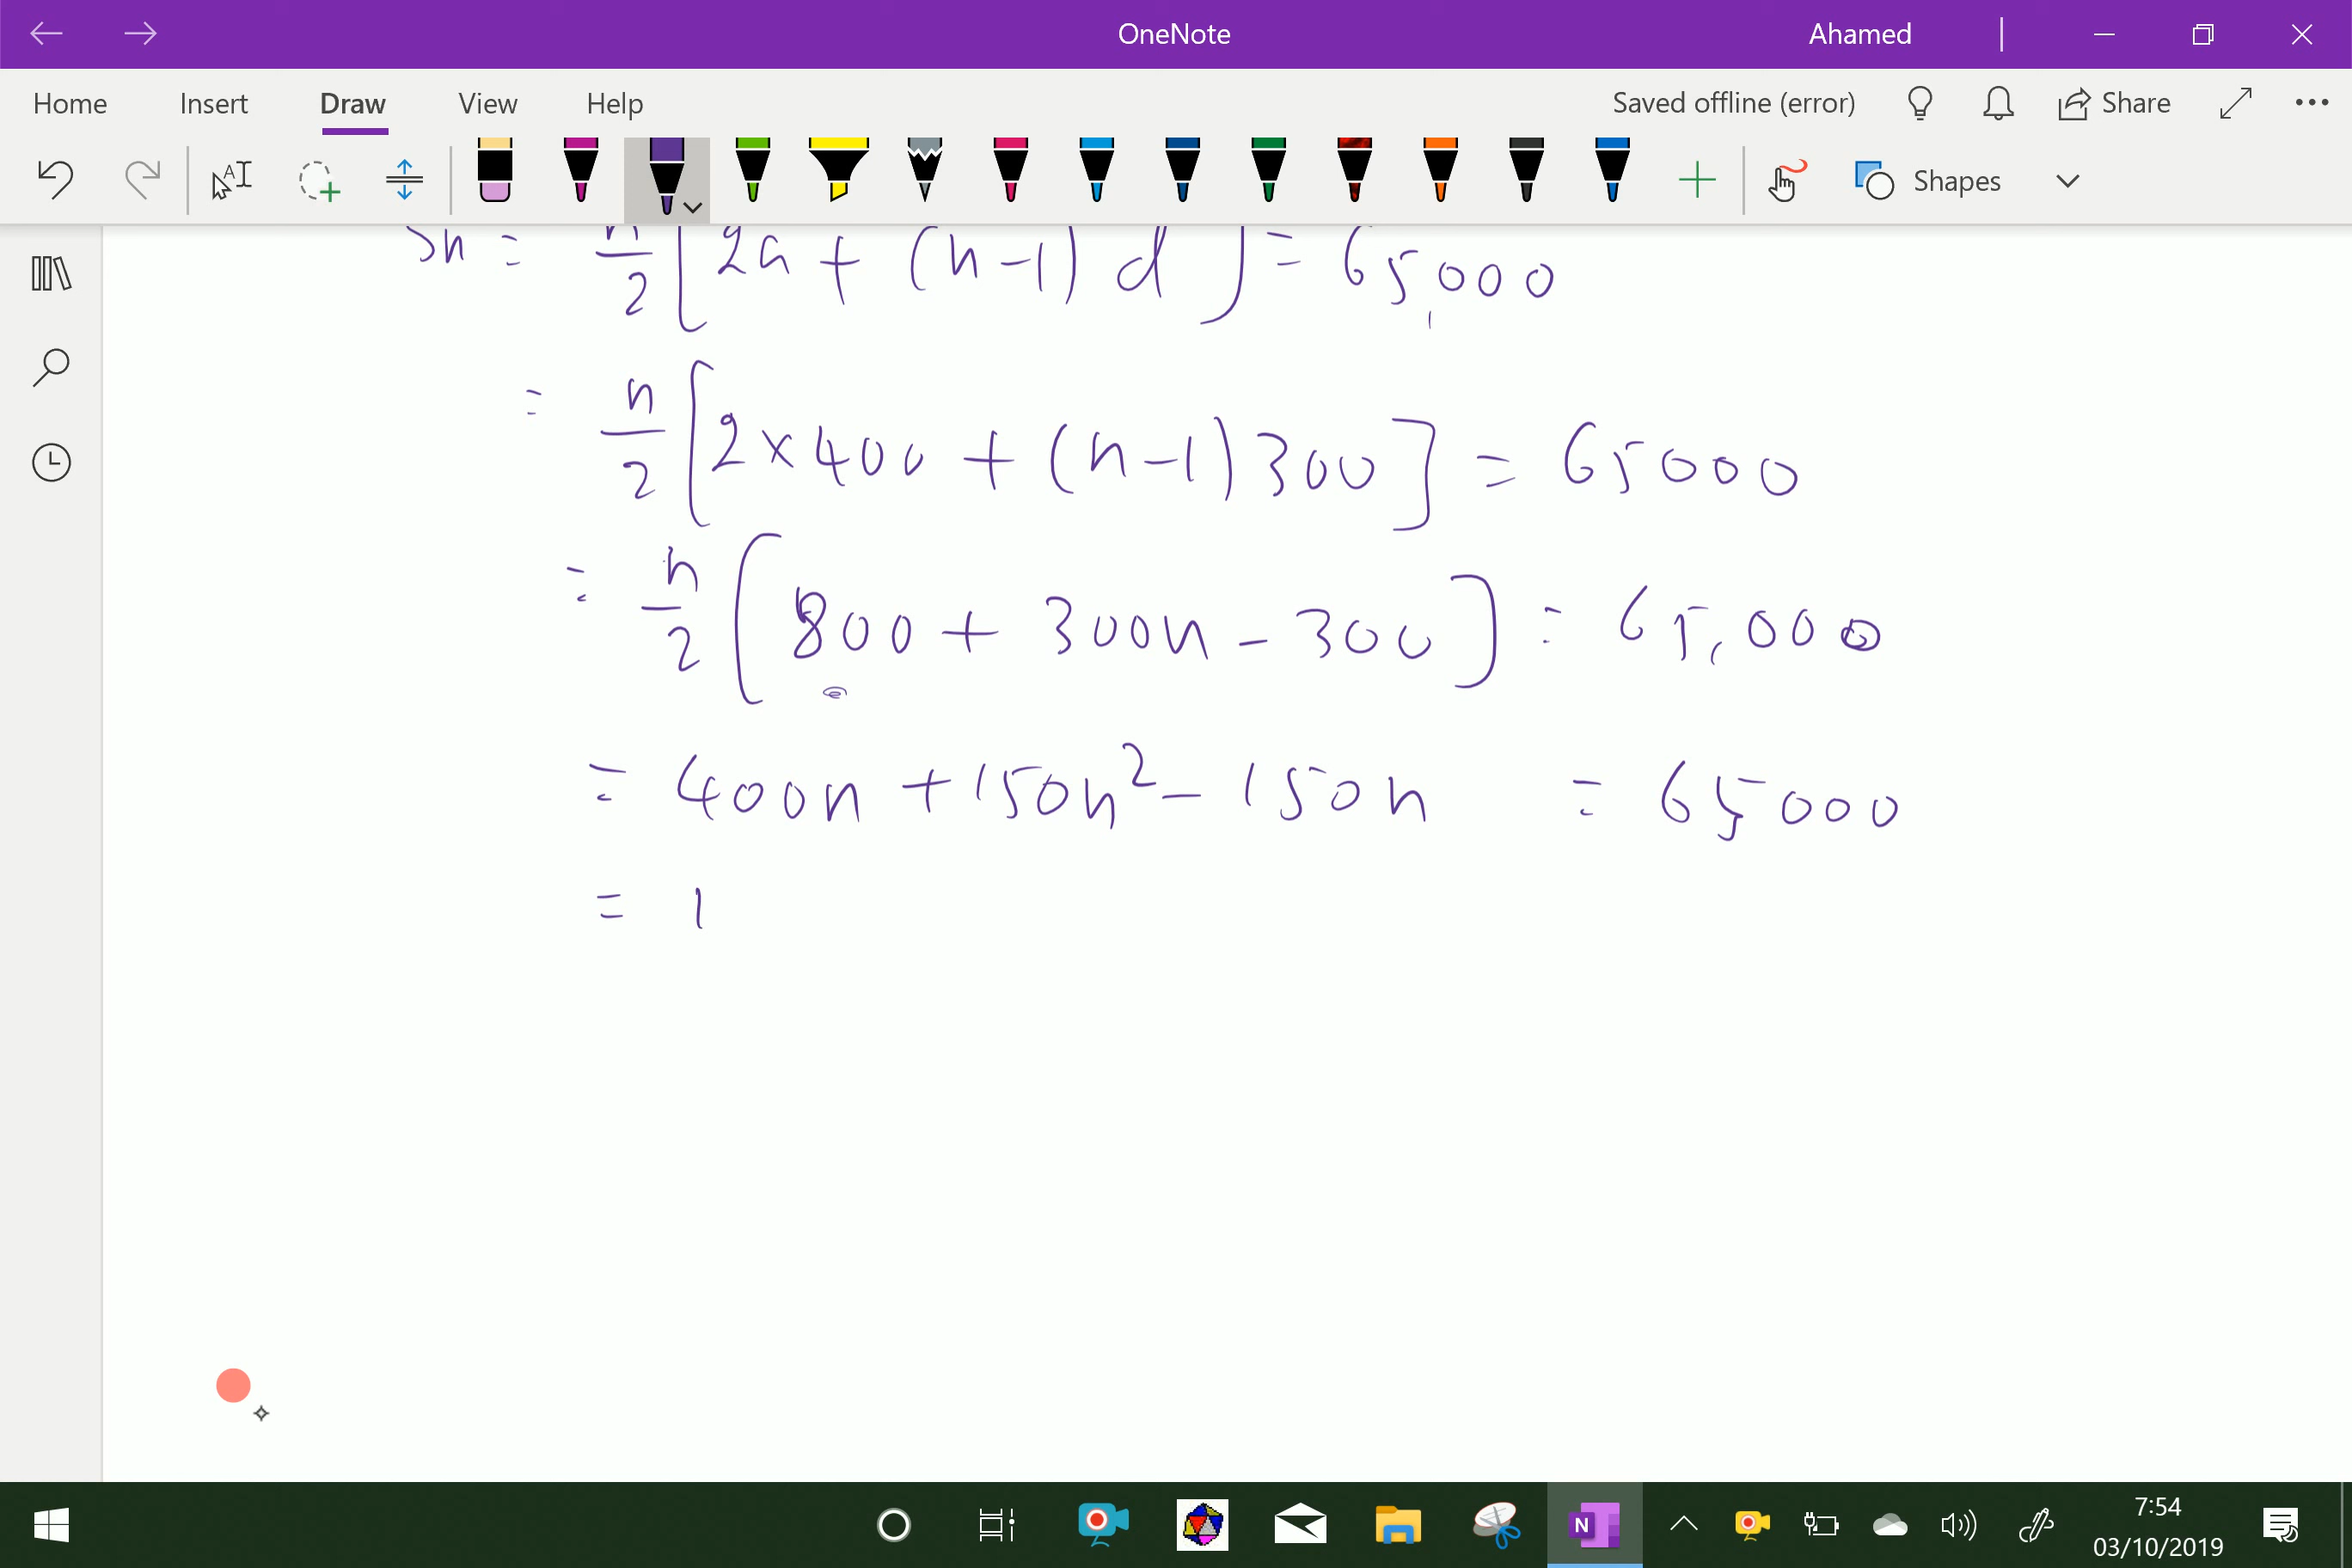 OneNote
Ahamed
Home Insert Draw View Help
Saved offline (error) Share
Shapes
Sn = n/2 [2a + (n-1) d] = 65,000
= n/2 [2×400 + (n-1) 300] = 65000
= n/2 [800 + 300n - 300] = 65,000
= 400n + 150n² - 150n = 65000
= 1
7:54
03/10/2019